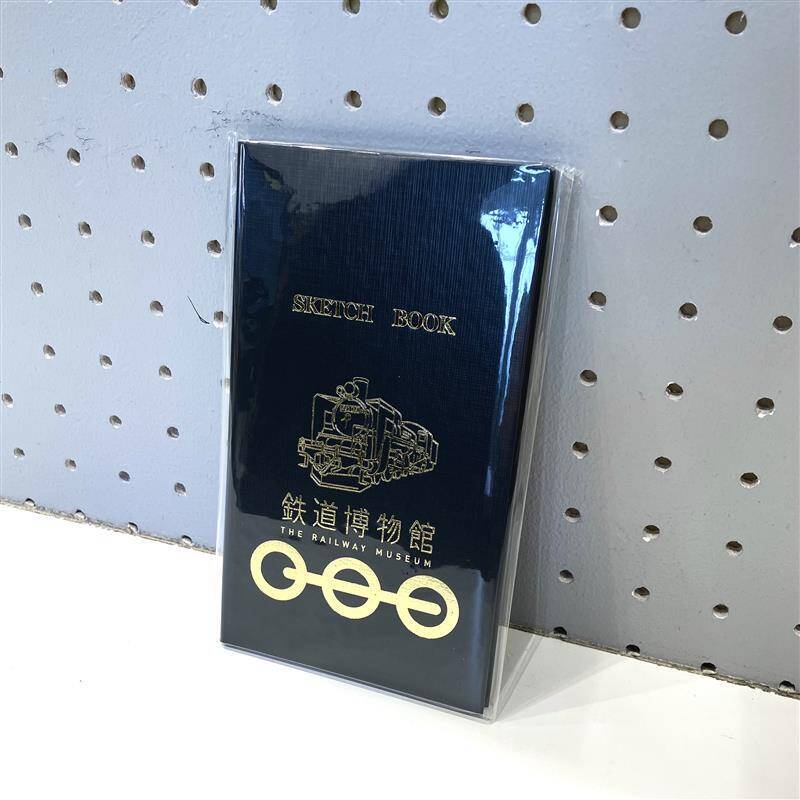 SKETCH BOOK
鉄道博物館
THE RAILWAY MUSEUM